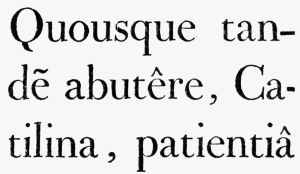 Quousque tan-
dẽ abutêre, Ca-
tilina, patientiâ